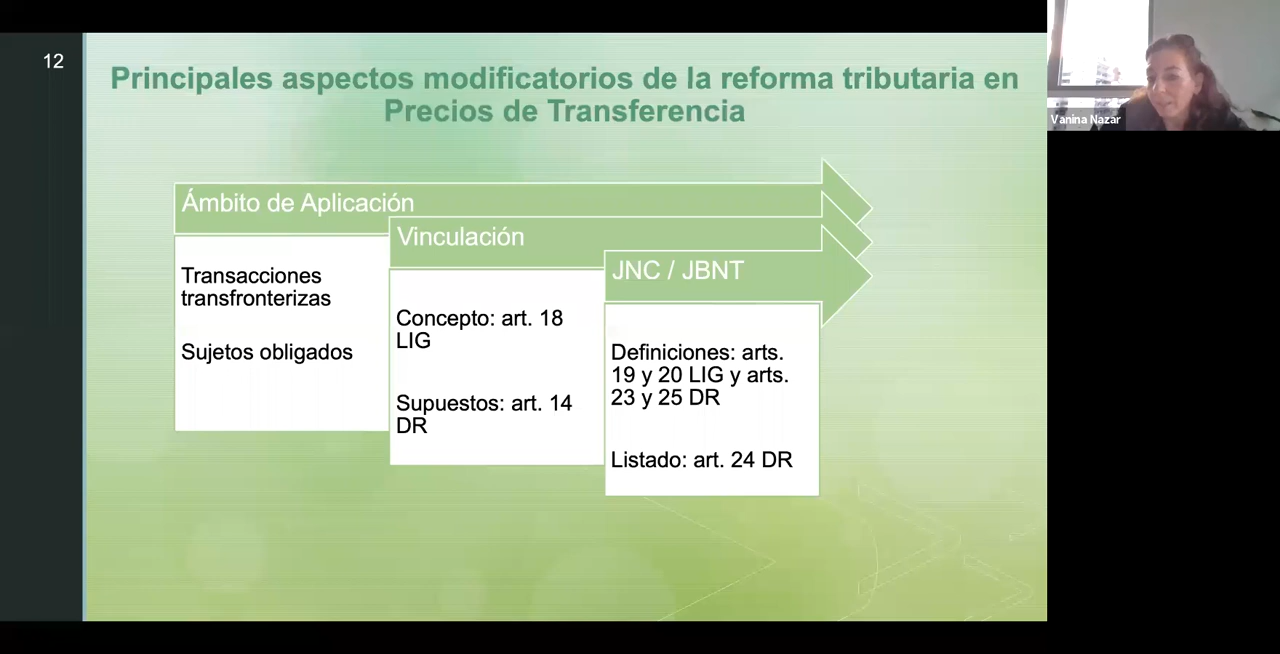 12
Principales aspectos modificatorios de la reforma tributaria en
Precios de Transferencia
Vanina Nazar
Ámbito de Aplicación
Transacciones
transfronterizas
Sujetos obligados
Vinculación
Concepto: art. 18
LIG
Supuestos: art. 14
DR
JNC / JBNT
Definiciones: arts.
19 y 20 LIG y arts.
23 y 25 DR
Listado: art. 24 DR